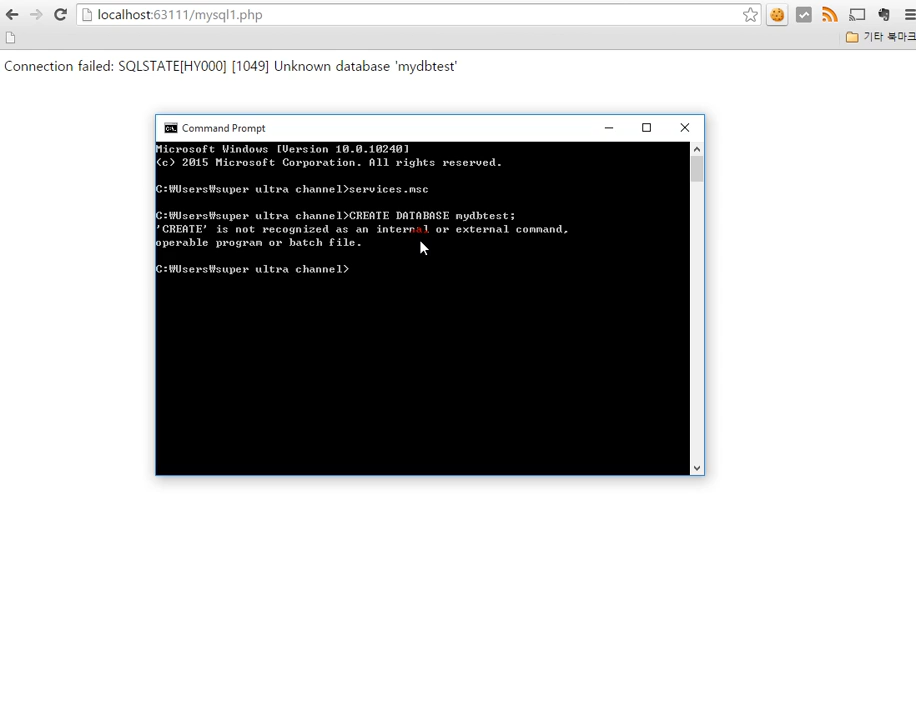 localhost:63111/mysql1.php
기타 북마크
Connection failed: SQLSTATE[HY000] [1049] Unknown database 'mydbtest'
Command Prompt
Microsoft Windows [Version 10.0.10240]
(c) 2015 Microsoft Corporation. All rights reserved.
C:₩Users₩super ultra channel>services.msc
C:₩Users₩super ultra channel>CREATE DATABASE mydbtest;
'CREATE' is not recognized as an internal or external command,
operable program or batch file.
C:₩Users₩super ultra channel>